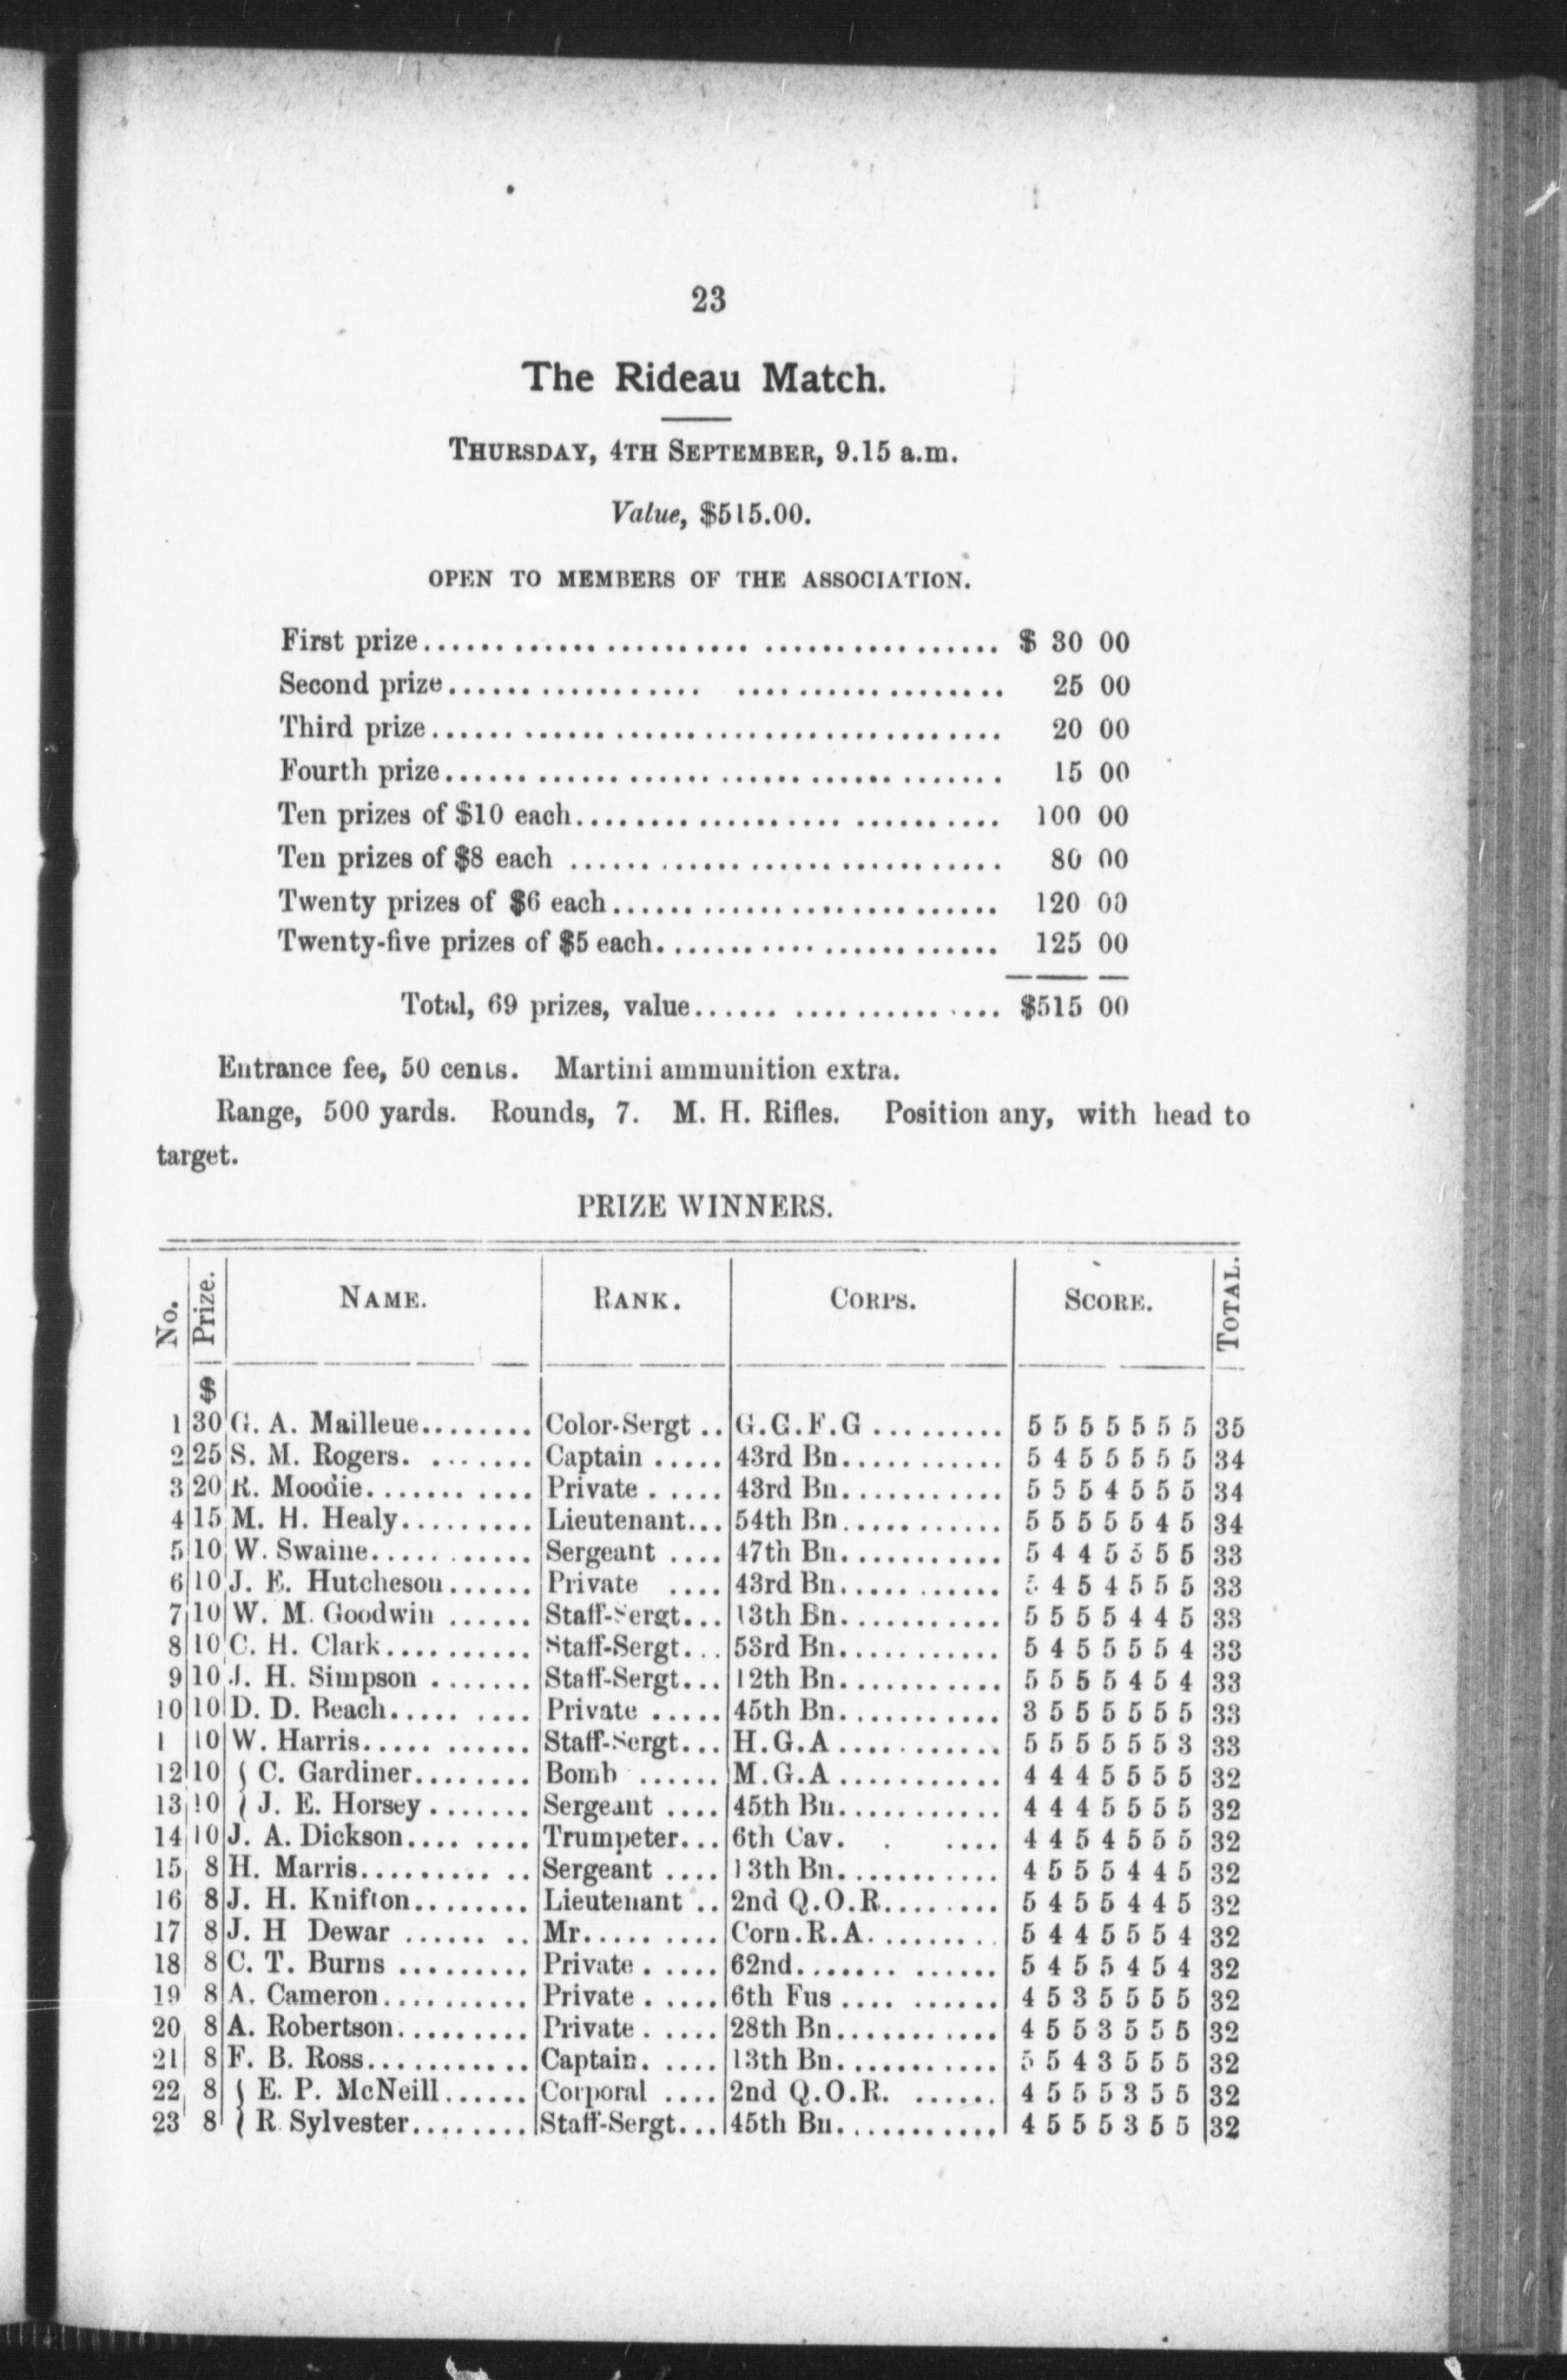 23
The Rideau Match.
THURSDAY, 4TH SEPTEMBER, 9.15 a.m.
Value, $515.00.
OPEN TO MEMBERS OF THE ASSOCIATION.
First prize........ $ 30 00
Second prize........ 25 00
Third prize........ 20 00
Fourth prize........ 15 00
Ten prizes of $10 each........ 100 00
Ten prizes of $8 each ........ 80 00
Twenty prizes of $6 each........ 120 00
Twenty-five prizes of $5 each........ 125 00
Total, 69 prizes, value........ $515 00
Entrance fee, 50 cents. Martini ammunition extra.
Range, 500 yards. Rounds, 7. M. H. Rifles. Position any, with head to
target.
PRIZE WINNERS.
No. Prize. NAME. RANK. CORPS. SCORE. TOTAL.
$
1 30 G. A. Mailleue........ Color-Sergt .. G.G.F.G ........ 5 5 5 5 5 5 5 35
2 25 S. M. Rogers........ Captain ..... 43rd Bn........ 5 4 5 5 5 5 5 34
3 20 R. Moodie........ Private ..... 43rd Bn........ 5 5 5 4 5 5 5 34
4 15 M. H. Healy........ Lieutenant... 54th Bn........ 5 5 5 5 5 4 5 34
5 10 W. Swaine........ Sergeant .... 47th Bn........ 5 4 4 5 5 5 5 33
6 10 J. E. Hutcheson...... Private .... 43rd Bn........ 5 4 5 4 5 5 5 33
7 10 W. M. Goodwin ...... Staff-Sergt... 13th Bn........ 5 5 5 5 4 4 5 33
8 10 C. H. Clark........ Staff-Sergt... 53rd Bn........ 5 4 5 5 5 5 4 33
9 10 J. H. Simpson ....... Staff-Sergt... 12th Bn........ 5 5 5 5 4 5 4 33
10 10 D. D. Beach........ Private ..... 45th Bn........ 3 5 5 5 5 5 5 33
1 10 W. Harris........ Staff-Sergt... H.G.A ........ 5 5 5 5 5 5 3 33
12 10 { C. Gardiner........ Bomb ...... M.G.A ........ 4 4 4 5 5 5 5 32
13 10 { J. E. Horsey ....... Sergeant .... 45th Bn........ 4 4 4 5 5 5 5 32
14 10 J. A. Dickson........ Trumpeter... 6th Cav. . .... 4 4 5 4 5 5 5 32
15 8 H. Marris........ Sergeant .... 13th Bn........ 4 5 5 5 4 4 5 32
16 8 J. H. Knifton........ Lieutenant .. 2nd Q.O.R........ 5 4 5 5 4 4 5 32
17 8 J. H Dewar ........ Mr........ Corn.R.A........ 5 4 4 5 5 5 4 32
18 8 C. T. Burns ........ Private ..... 62nd........ 5 4 5 5 4 5 4 32
19 8 A. Cameron........ Private ..... 6th Fus ........ 4 5 3 5 5 5 5 32
20 8 A. Robertson........ Private ..... 28th Bn........ 4 5 5 3 5 5 5 32
21 8 F. B. Ross........ Captain. .... 13th Bn........ 5 5 4 3 5 5 5 32
22 8 { E. P. McNeill...... Corporal .... 2nd Q.O.R. ...... 4 5 5 5 3 5 5 32
23 8 { R. Sylvester........ Staff-Sergt... 45th Bn........ 4 5 5 5 3 5 5 32